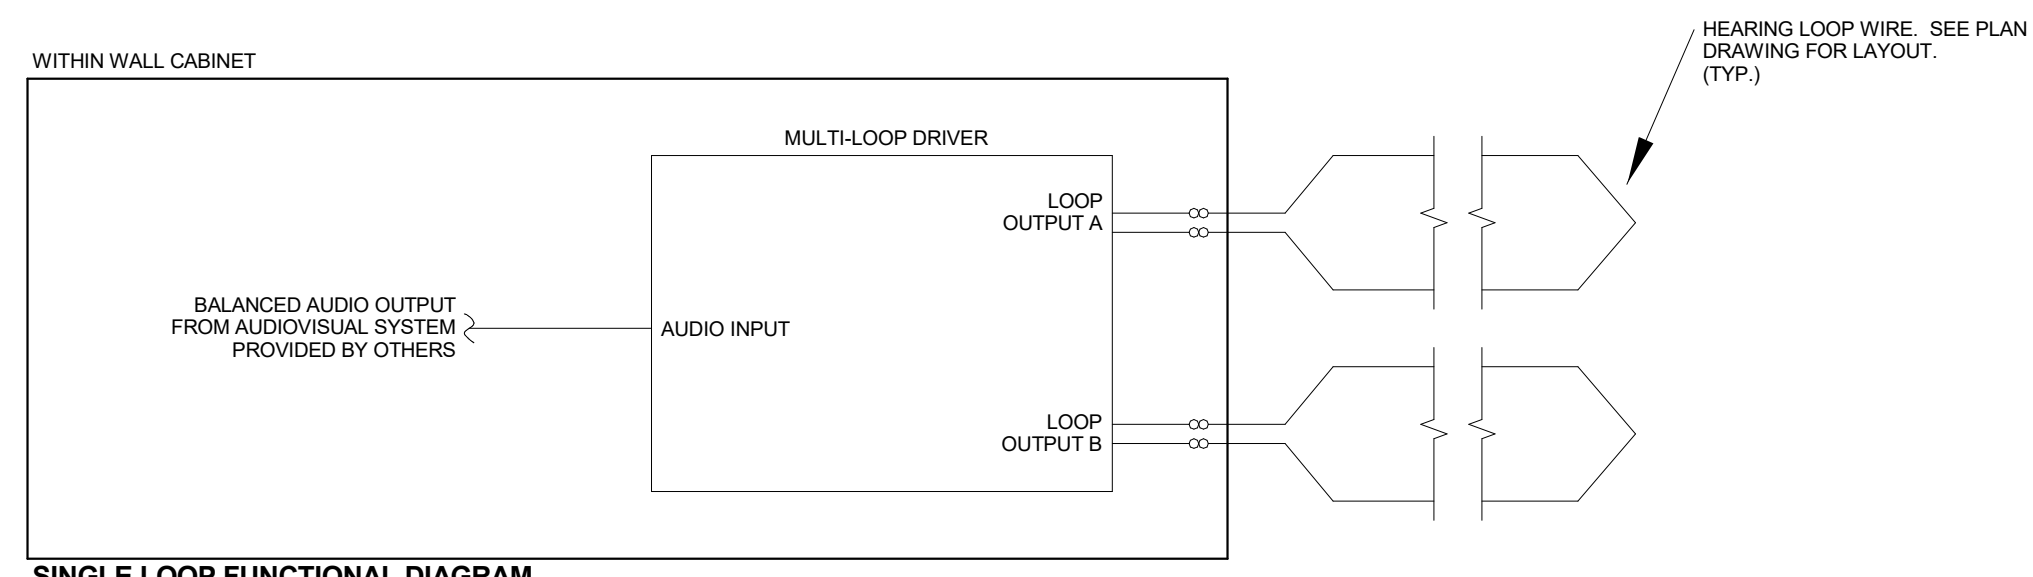 HEARING LOOP WIRE.  SEE PLAN
DRAWING FOR LAYOUT.
(TYP.)
WITHIN WALL CABINET
MULTI-LOOP DRIVER
LOOP
OUTPUT A
BALANCED AUDIO OUTPUT
FROM AUDIOVISUAL SYSTEM
PROVIDED BY OTHERS
AUDIO INPUT
LOOP
OUTPUT B
SINGLE LOOP FUNCTIONAL DIAGRAM